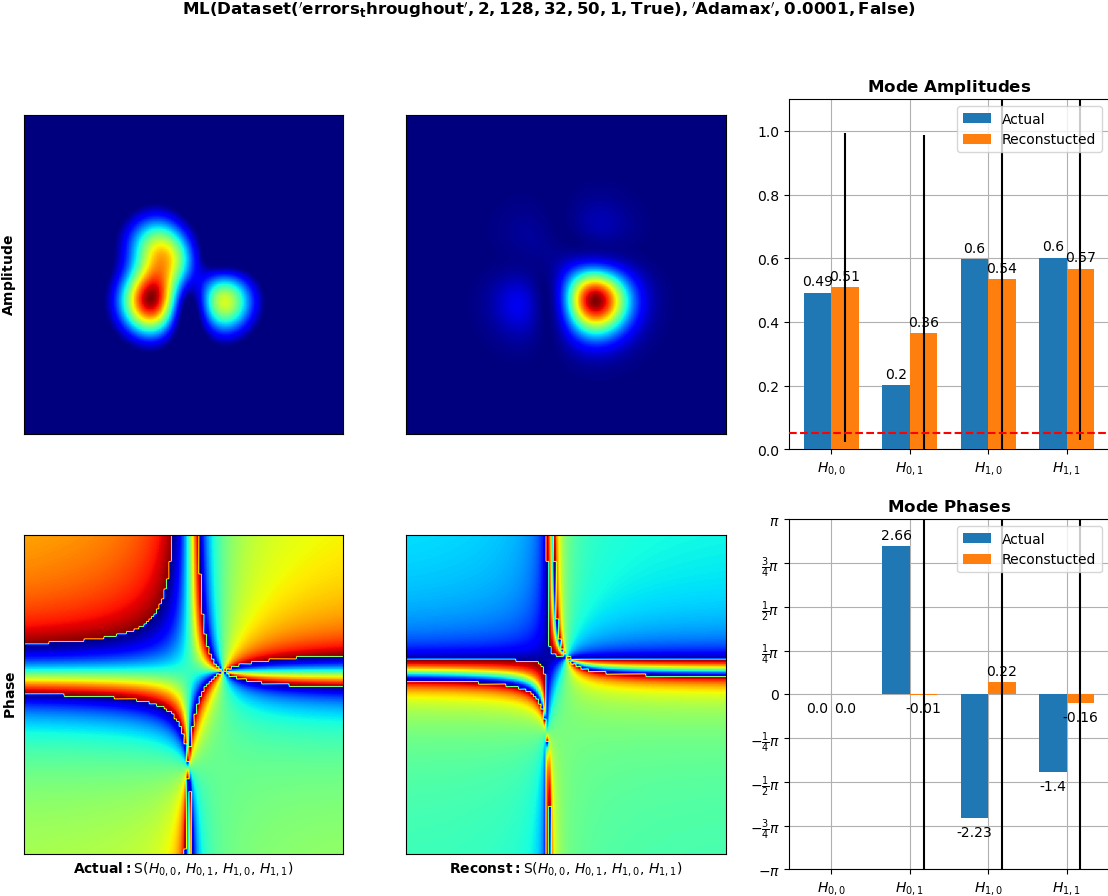 ML(Dataset('errors_throughout', 2, 128, 32, 50, 1, True), 'Adamax', 0.0001, False)
Amplitude
Mode Amplitudes
Actual
Reconstucted
1.0
0.8
0.6
0.4
0.2
0.0
0.49
0.51
0.2
0.36
0.6
0.54
0.6
0.57
H0,0
H0,1
H1,0
H1,1
Phase
Actual: S(H0,0, H0,1, H1,0, H1,1)
Reconst: S(H0,0, H0,1, H1,0, H1,1)
Mode Phases
Actual
Reconstucted
π
3/4π
1/2π
1/4π
0
−1/4π
−1/2π
−3/4π
−π
0.0
0.0
2.66
-0.01
-2.23
0.22
-1.4
-0.16
H0,0
H0,1
H1,0
H1,1